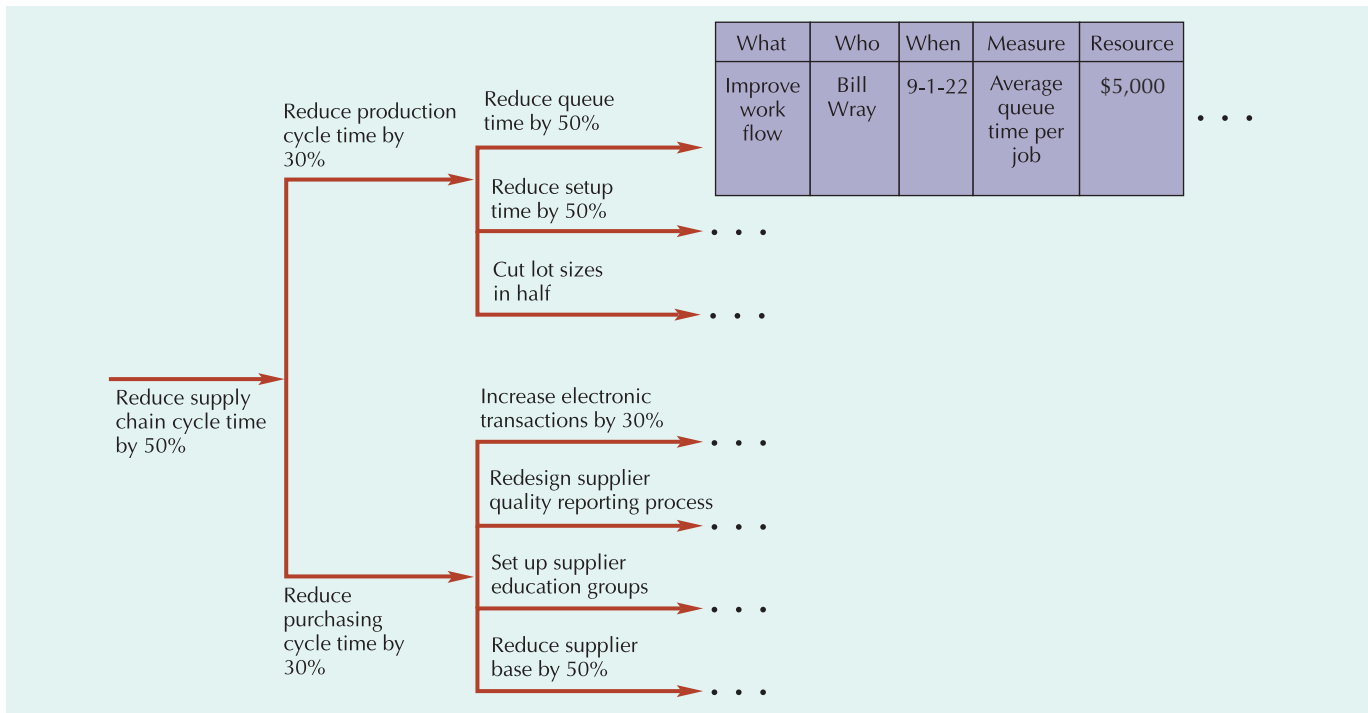 What Who When Measure Resource
Improve
work
flow
Bill
Wray
9-1-22
Average
queue
time per
job
$5,000
. . .
Reduce production
cycle time by
30%
Reduce queue
time by 50%
Reduce setup
time by 50%
. . .
Cut lot sizes
in half
. . .
Reduce supply
chain cycle time
by 50%
Increase electronic
transactions by 30%
. . .
Redesign supplier
quality reporting process
. . .
Set up supplier
education groups
. . .
Reduce
purchasing
cycle time by
30%
Reduce supplier
base by 50%
. . .